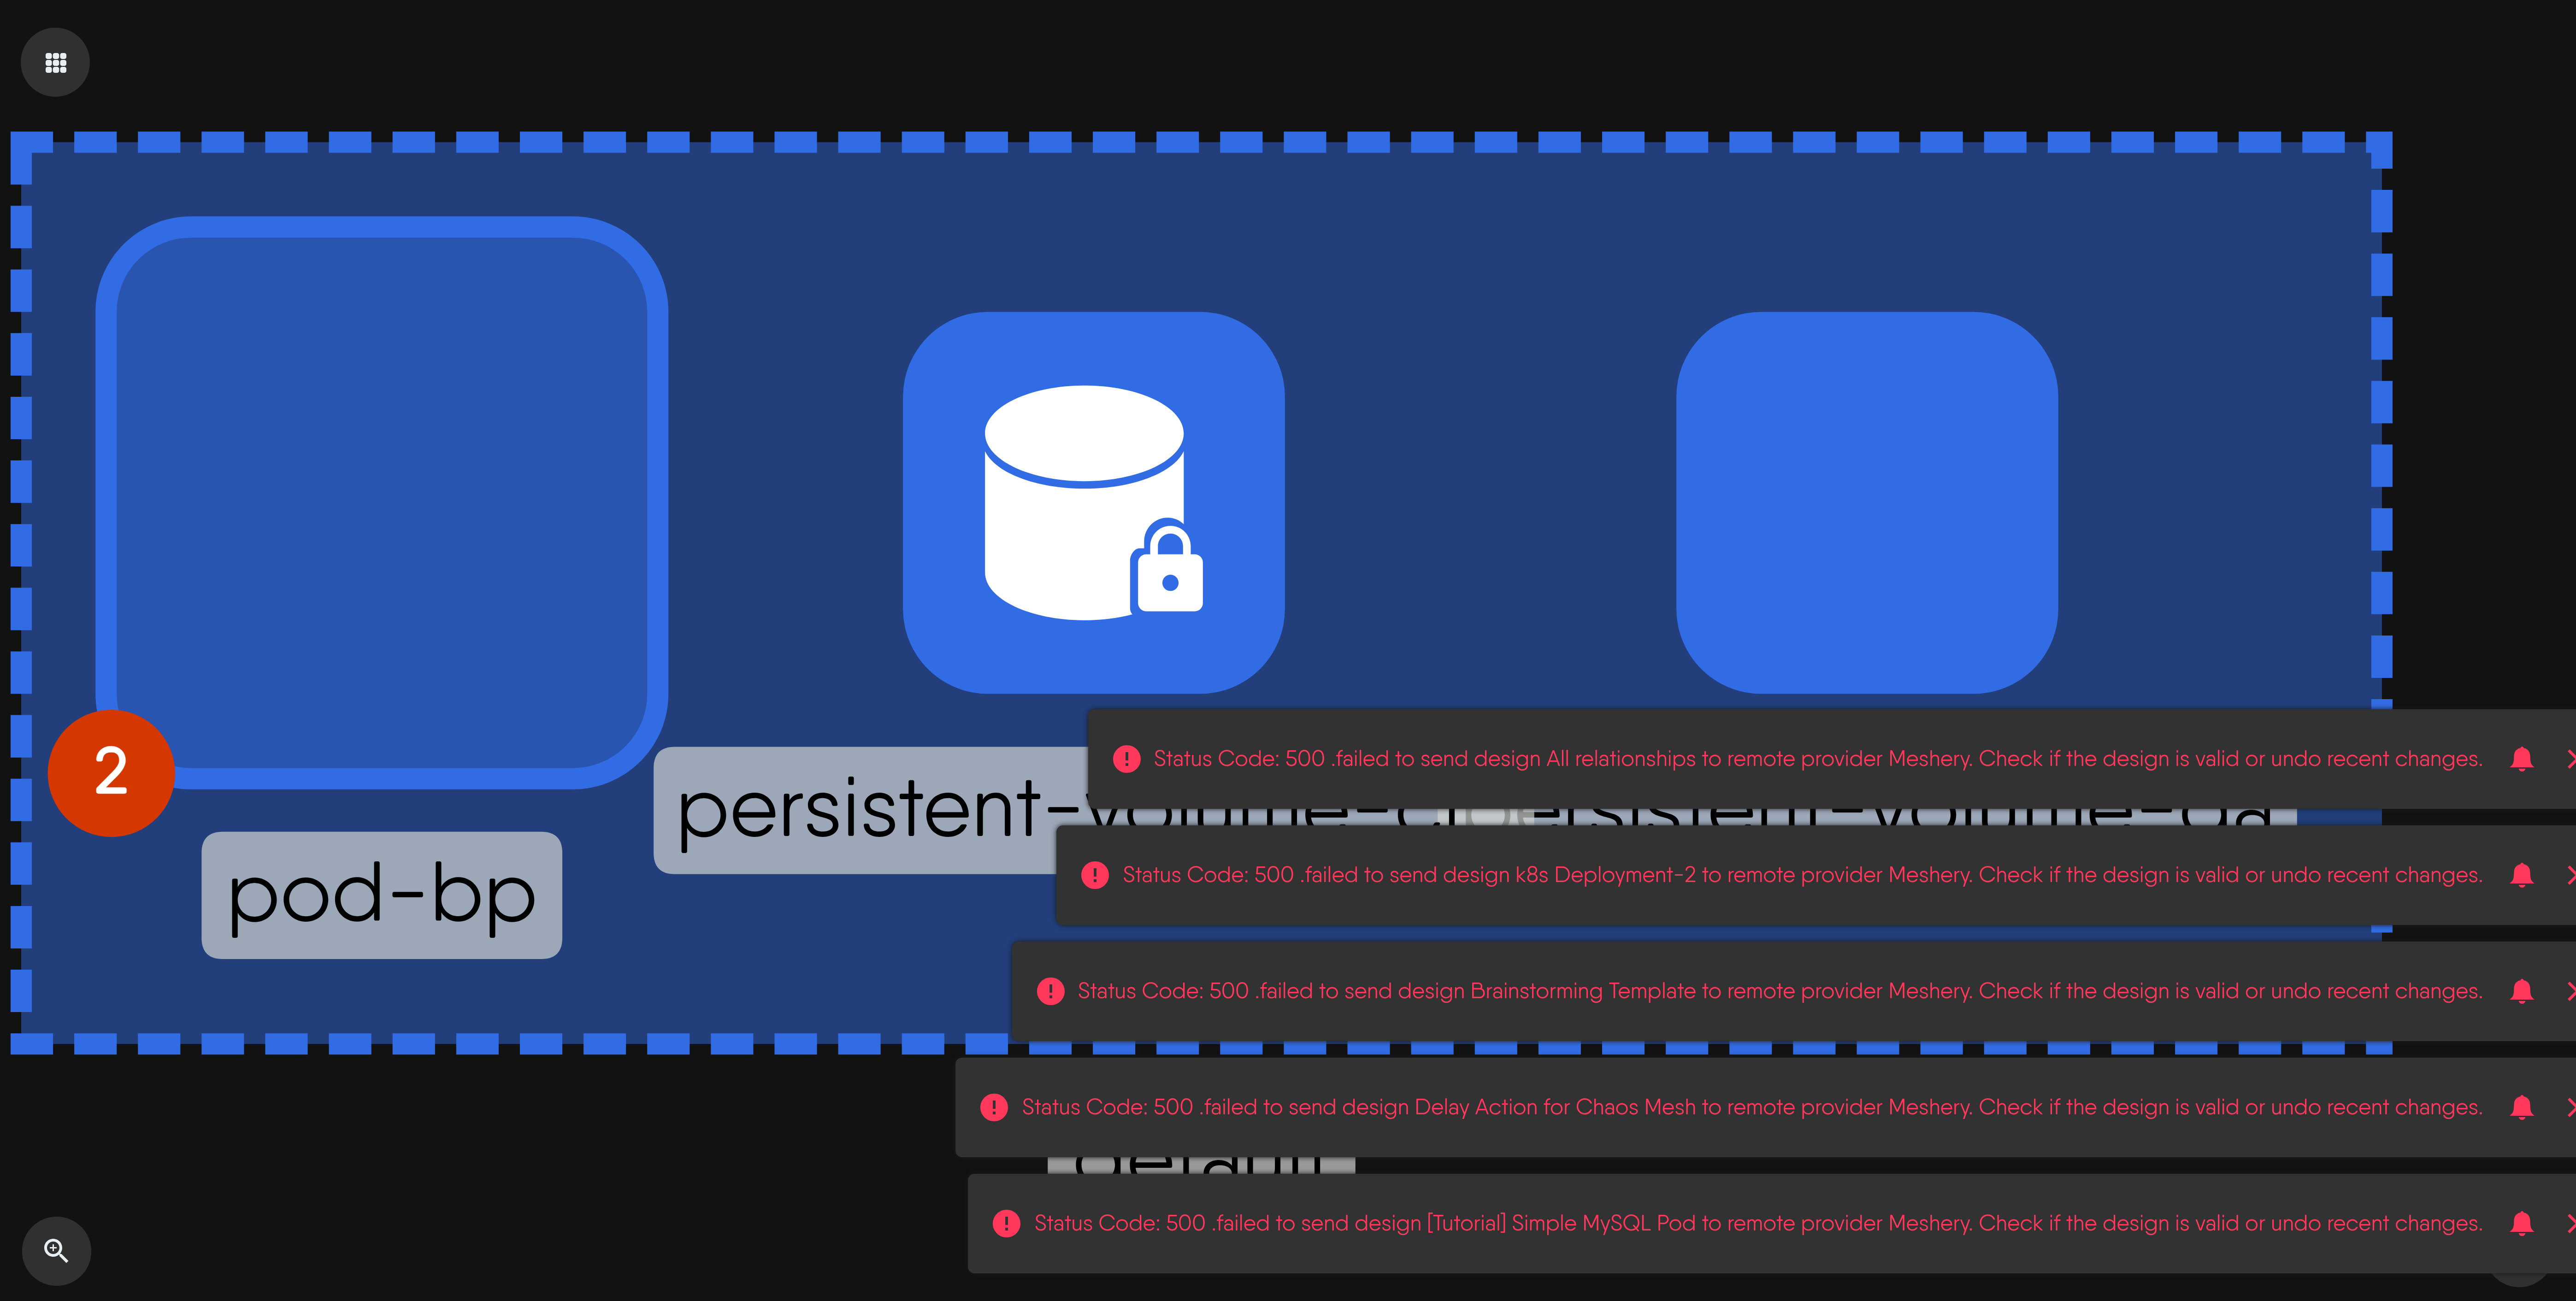 2
pod-bp
persistent-
Status Code: 500 .failed to send design All relationships to remote provider Meshery. Check if the design is valid or undo recent changes.
Status Code: 500 .failed to send design k8s Deployment-2 to remote provider Meshery. Check if the design is valid or undo recent changes.
Status Code: 500 .failed to send design Brainstorming Template to remote provider Meshery. Check if the design is valid or undo recent changes.
Status Code: 500 .failed to send design Delay Action for Chaos Mesh to remote provider Meshery. Check if the design is valid or undo recent changes.
Status Code: 500 .failed to send design [Tutorial] Simple MySQL Pod to remote provider Meshery. Check if the design is valid or undo recent changes.